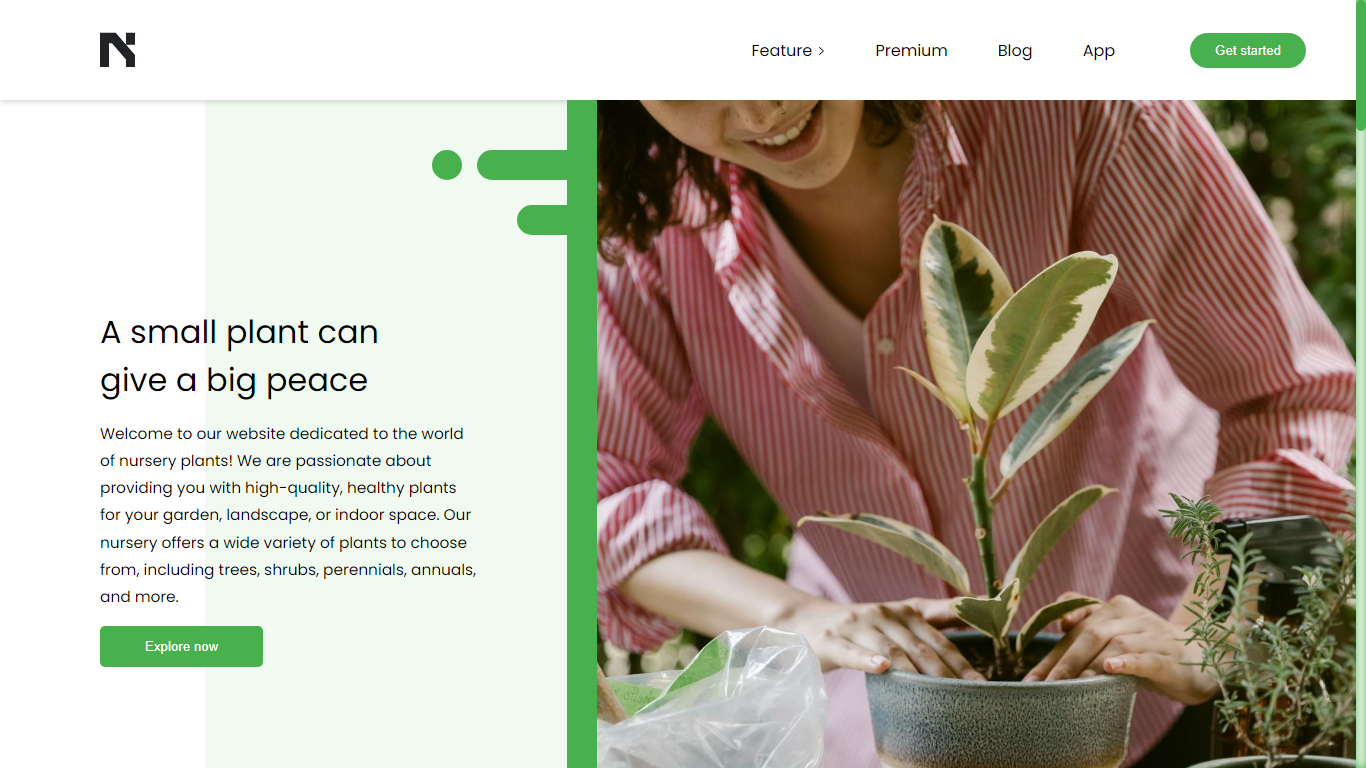 N
Feature Premium Blog App Get started
A small plant can
give a big peace
Welcome to our website dedicated to the world
of nursery plants! We are passionate about
providing you with high-quality, healthy plants
for your garden, landscape, or indoor space. Our
nursery offers a wide variety of plants to choose
from, including trees, shrubs, perennials, annuals,
and more.
Explore now